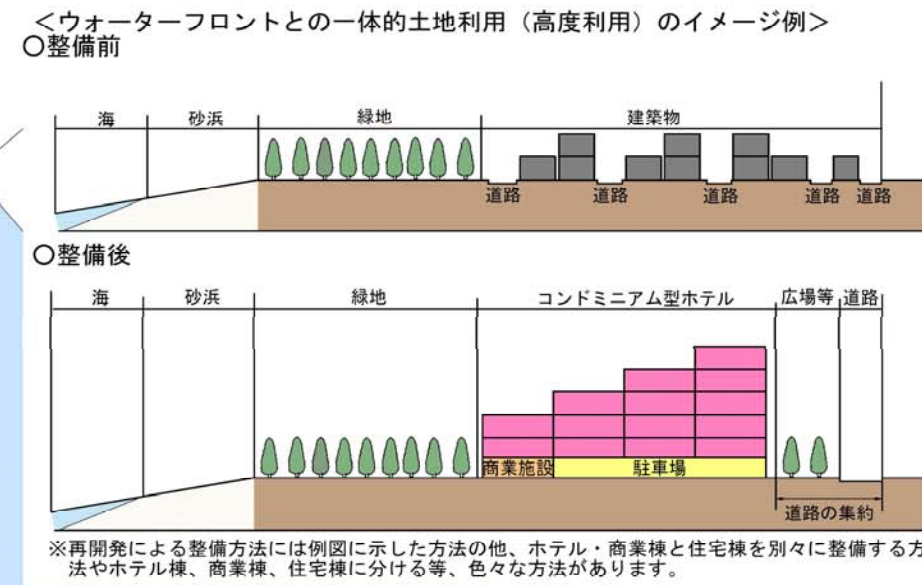 ＜ウォーターフロントとの一体的土地利用（高度利用）のイメージ例＞
〇整備前
海 砂浜 緑地 建築物
道路 道路 道路 道路 道路
〇整備後
海 砂浜 緑地 コンドミニアム型ホテル 広場等 道路
商業施設 駐車場
道路の集約
※再開発による整備方法には例図に示した方法の他、ホテル・商業棟と住宅棟を別々に整備する方
法やホテル棟、商業棟、住宅棟に分ける等、色々な方法があります。